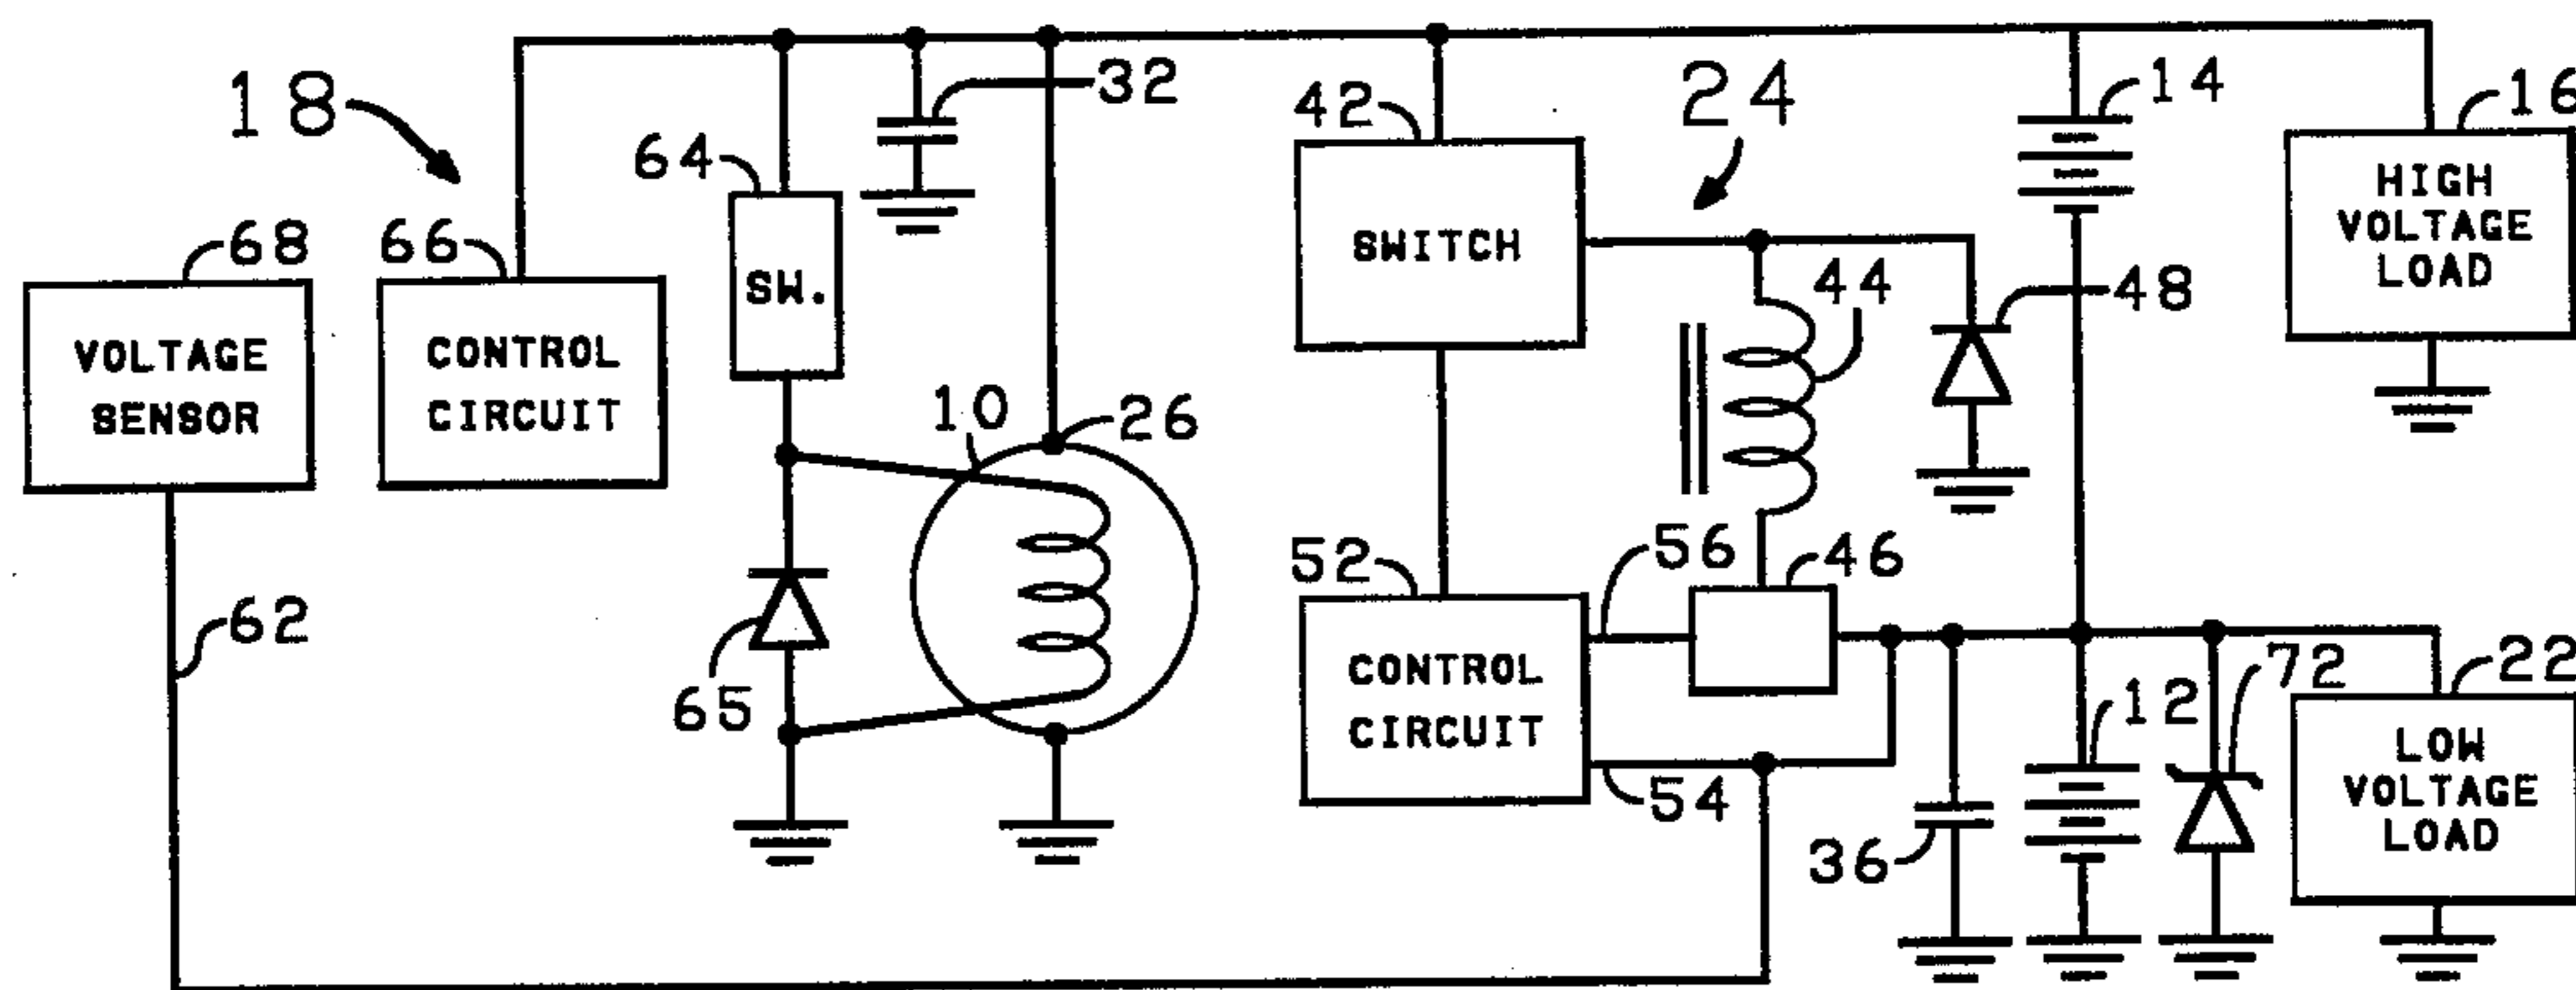 18
32
64
42
24
14
16
HIGH
VOLTAGE
LOAD
68
66
SW.
SWITCH
44
48
VOLTAGE
SENSOR
CONTROL
CIRCUIT
10
26
62
65
52
56
46
CONTROL
CIRCUIT
54
36
12
72
22
LOW
VOLTAGE
LOAD